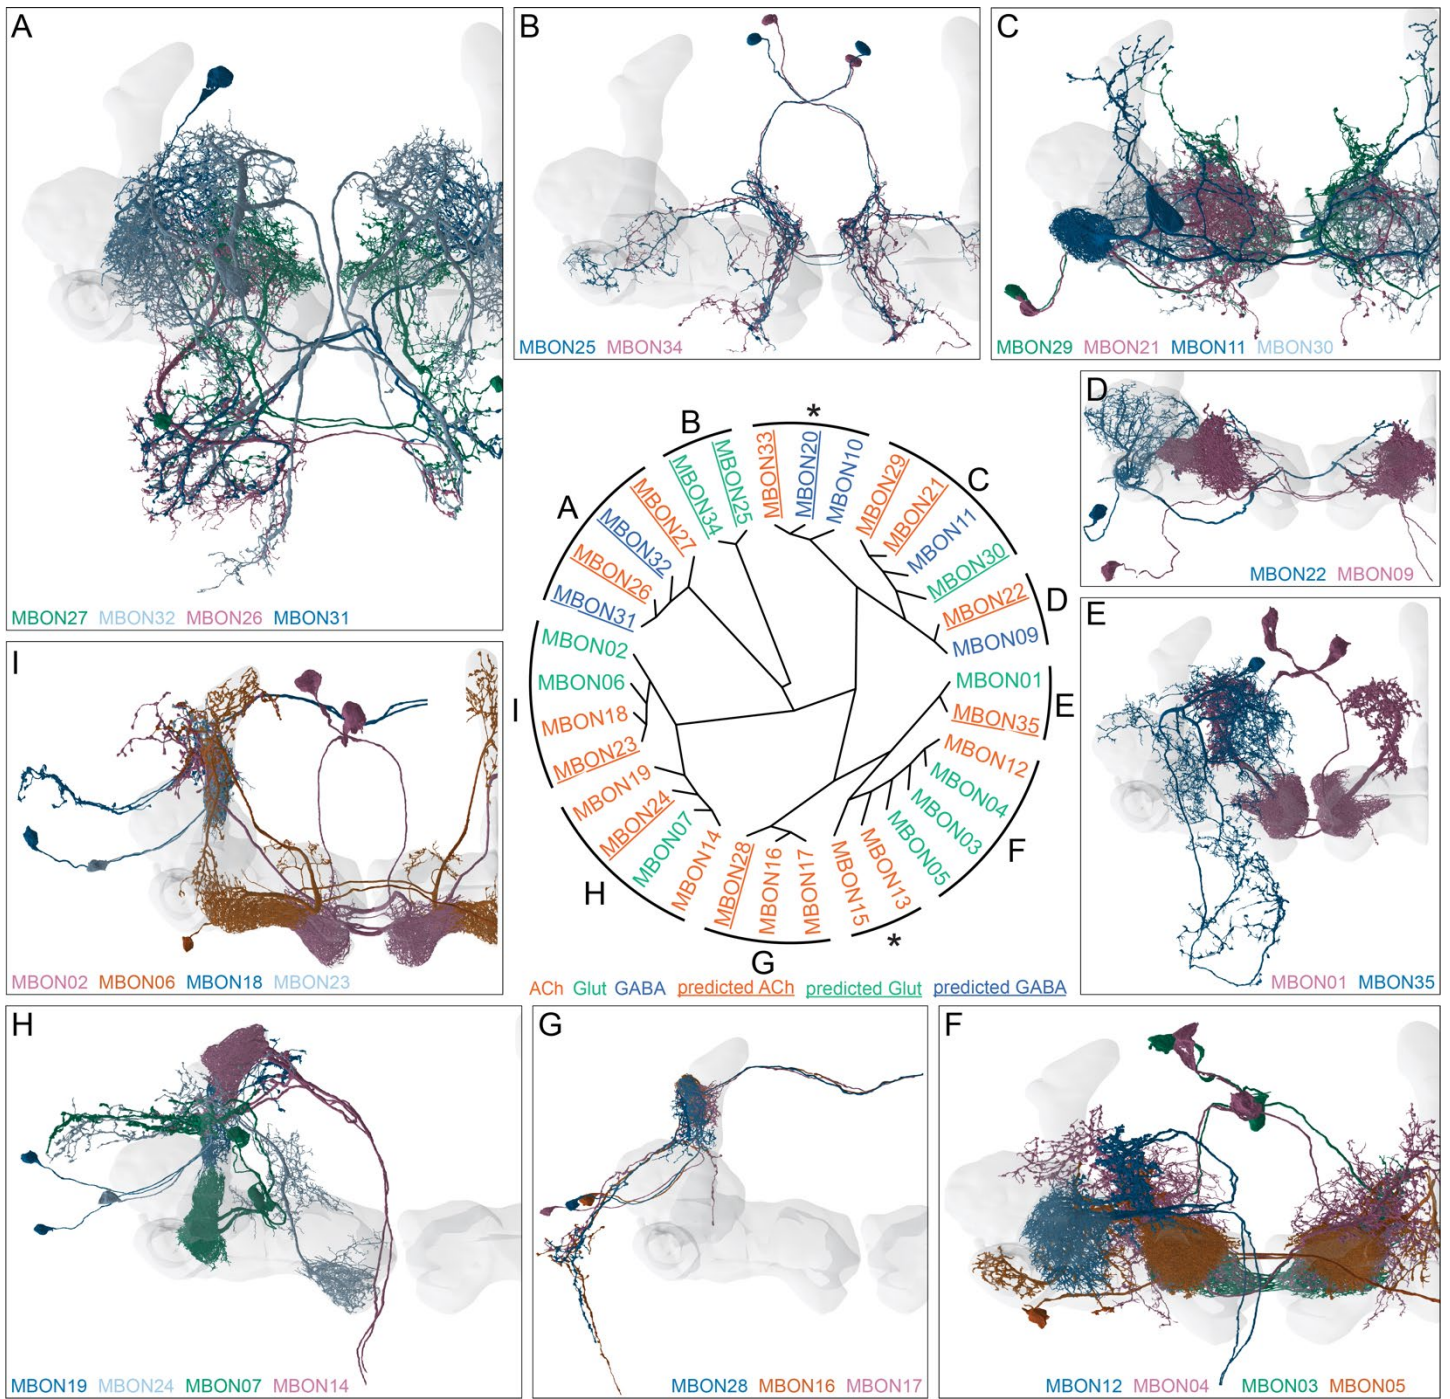 A
MBON27 MBON32 MBON26 MBON31
B
MBON25 MBON34
C
MBON29 MBON21 MBON11 MBON30
D
MBON22 MBON09
E
MBON01 MBON35
I
MBON02 MBON06 MBON18 MBON23
A
MBON31
MBON26
MBON32
MBON27
B
MBON34
MBON25
*
MBON33
MBON20
MBON10
C
MBON29
MBON21
MBON11
MBON30
D
MBON22
MBON09
E
MBON01
MBON35
F
MBON12
MBON04
MBON03
MBON05
*
MBON13
MBON15
G
MBON17
MBON16
MBON28
H
MBON14
MBON07
MBON24
MBON19
I
MBON23
MBON18
MBON06
MBON02
ACh Glut GABA predicted ACh predicted Glut predicted GABA
H
MBON19 MBON24 MBON07 MBON14
G
MBON28 MBON16 MBON17
F
MBON12 MBON04 MBON03 MBON05